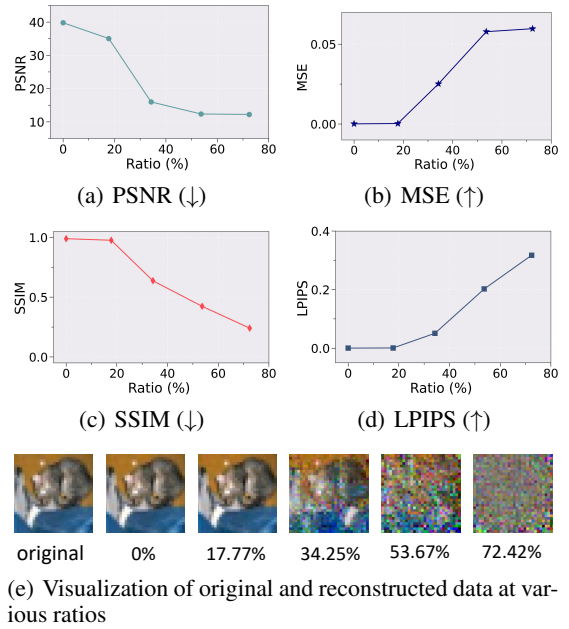 40
30
20
10
PSNR
0 20 40 60 80
Ratio (%)
(a) PSNR (↓)
0.05
0.00
MSE
0 20 40 60 80
Ratio (%)
(b) MSE (↑)
1.0
0.5
0.0
SSIM
0 20 40 60 80
Ratio (%)
(c) SSIM (↓)
0.4
0.2
0.0
LPIPS
0 20 40 60 80
Ratio (%)
(d) LPIPS (↑)
original 0% 17.77% 34.25% 53.67% 72.42%
(e) Visualization of original and reconstructed data at var-
ious ratios